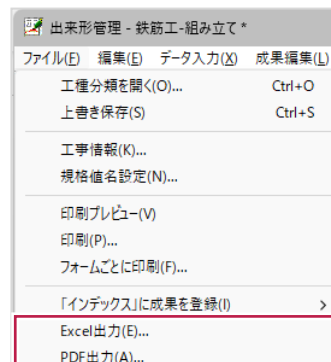 出来形管理 - 鉄筋工-組み立て *
ファイル(F) 編集(E) データ入力(X) 成果編集(L)
工種分類を開く(O)... Ctrl+O
上書き保存(S) Ctrl+S
工事情報(K)...
規格値名設定(N)...
印刷プレビュー(V)
印刷(P)...
フォームごとに印刷(F)...
「インデックス」に成果を登録(I) >
Excel出力(E)...
PDF出力(A)...